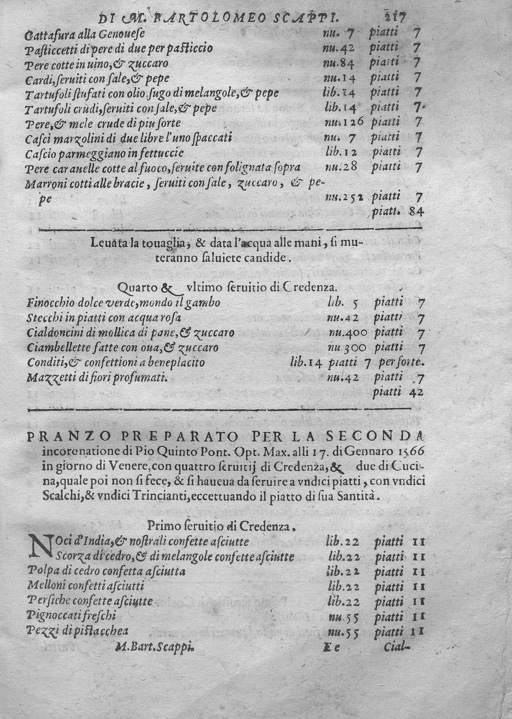 DI M. BARTOLOMEO SCAPPI. 217
Gattafura alla Genouese nu. 7 piatti 7
Pasticcetti di pere di due per pasticcio nu.42 piatti 7
Pere cotte in uino, & zuccaro nu.84 piatti 7
Cardi, seruiti con sale, & pepe nu.14 piatti 7
Tartufoli stufati con olio, sugo di melangole, & pepe lib.14 piatti 7
Tartufoli crudi, seruiti con sale, & pepe lib.14 piatti 7.
Pere, & mele crude di piu sorte nu.126 piatti 7
Casci marzolini di due libre l'uno spaccati nu. 7 piatti 7
Cascio parmeggiano in fettuccie lib.12 piatti 7
Pere carauelle cotte al fuoco, seruite con folignata sopra nu.28 piatti 7
Marroni cotti alle bracie, seruiti con sale, zuccaro, & pe-
pe nu.252 piatti 7
piatt. 84
Leuata la touaglia, & data l'acqua alle mani, si mu-
teranno saluiete candide.
Quarto & vltimo seruitio di Credenza.
Finocchio dolce verde, mondo il gambo lib. 5 piatti 7
Stecchi in piatti con acqua rosa nu.42 piatti 7
Cialdoncini di mollica di pane, & zuccaro nu.400 piatti 7
Ciambellette fatte con oua, & zuccaro nu 300 piatti 7
Conditi, & confettioni a beneplacito lib.14 piatti 7 per sorte.
Mazzetti di fiori profumati. nu.42 piatti 7
piatti 42
PRANZO PREPARATO PER LA SECONDA
incoronatione di Pio Quinto Pont. Opt. Max. alli 17. di Gennaro 1566
in giorno di Venere, con quattro seruitij di Credenza, & due di Cuci-
na, quale poi non si fece, & si haueua da seruire a vndici piatti, con vndici
Scalchi, & vndici Trincianti, eccettuando il piatto di sua Santità.
Primo seruitio di Credenza.
Noci d'India, & nostrali confette asciutte lib.22 piatti 11
Scorza di cedro, & di melangole confette asciutte lib.22 piatti 11
Polpa di cedro confetta asciutta lib.22 piatti 11
Melloni confetti asciutti lib.22 piatti 11
Persiche confette asciutte lib.22 piatti 11
Pignoccati freschi nu.55 piatti 11
Pezzi di pistacchea nu.55 piatti 11
M.Bart.Scappi. Ee Cial-